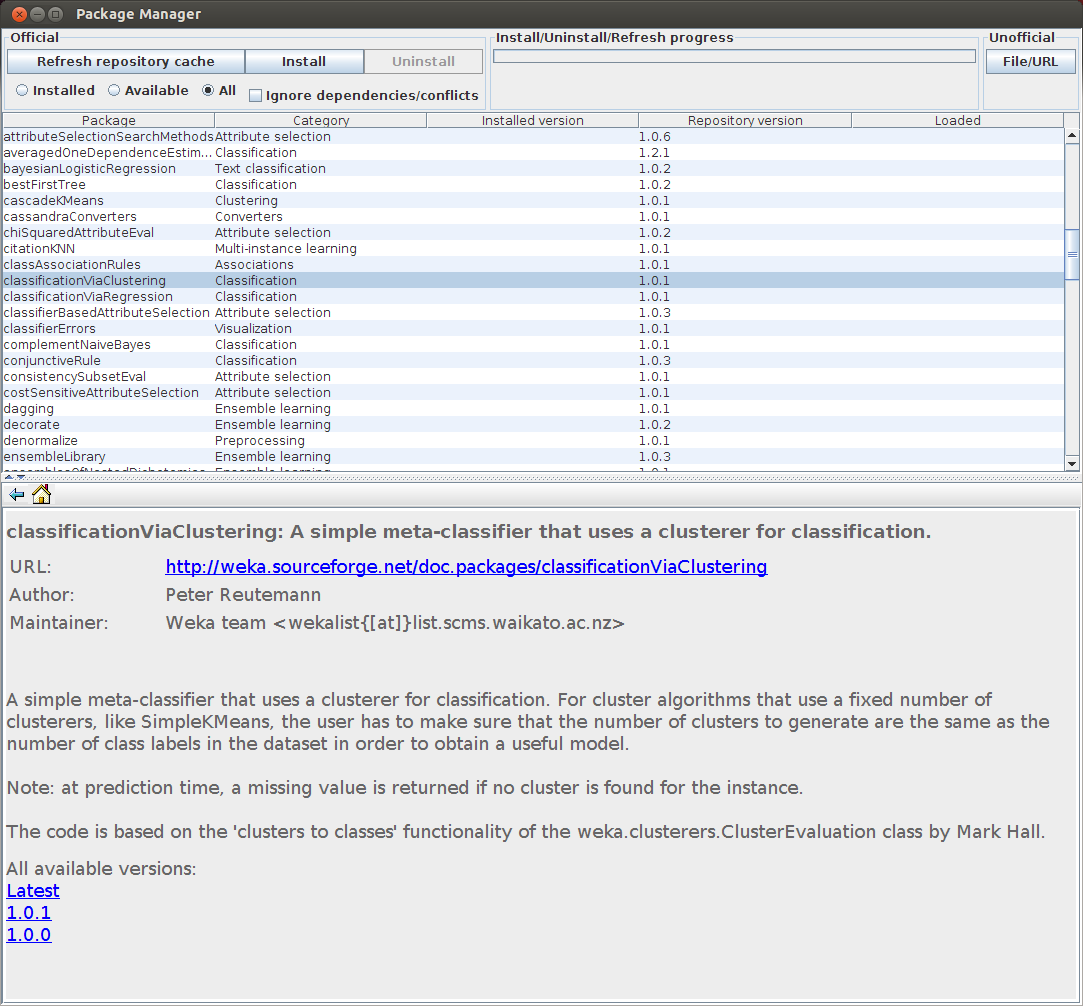 Package Manager
Official
Install/Uninstall/Refresh progress
Unofficial
Refresh repository cache
Install
Uninstall
File/URL
Installed
Available
All
Ignore dependencies/conflicts
Package Category Installed version Repository version Loaded
attributeSelectionSearchMethods Attribute selection 1.0.6
averagedOneDependenceEstim... Classification 1.2.1
bayesianLogisticRegression Text classification 1.0.2
bestFirstTree Classification 1.0.2
cascadeKMeans Clustering 1.0.1
cassandraConverters Converters 1.0.1
chiSquaredAttributeEval Attribute selection 1.0.2
citationKNN Multi-instance learning 1.0.1
classAssociationRules Associations 1.0.1
classificationViaClustering Classification 1.0.1
classificationViaRegression Classification 1.0.1
classifierBasedAttributeSelection Attribute selection 1.0.3
classifierErrors Visualization 1.0.1
complementNaiveBayes Classification 1.0.1
conjunctiveRule Classification 1.0.3
consistencySubsetEval Attribute selection 1.0.1
costSensitiveAttributeSelection Attribute selection 1.0.1
dagging Ensemble learning 1.0.1
decorate Ensemble learning 1.0.2
denormalize Preprocessing 1.0.1
ensembleLibrary Ensemble learning 1.0.3
classificationViaClustering: A simple meta-classifier that uses a clusterer for classification.
URL: http://weka.sourceforge.net/doc.packages/classificationViaClustering
Author: Peter Reutemann
Maintainer: Weka team <wekalist{[at]}list.scms.waikato.ac.nz>
A simple meta-classifier that uses a clusterer for classification. For cluster algorithms that use a fixed number of
clusterers, like SimpleKMeans, the user has to make sure that the number of clusters to generate are the same as the
number of class labels in the dataset in order to obtain a useful model.
Note: at prediction time, a missing value is returned if no cluster is found for the instance.
The code is based on the 'clusters to classes' functionality of the weka.clusterers.ClusterEvaluation class by Mark Hall.
All available versions:
Latest
1.0.1
1.0.0